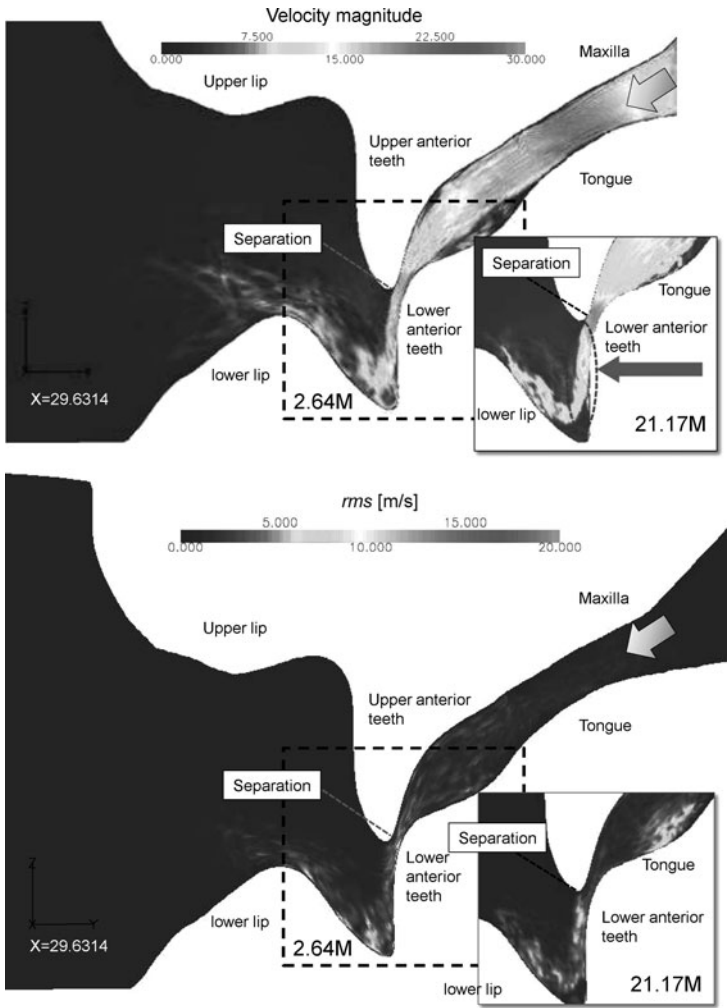 Velocity magnitude
7.500
22.500
0.000
15.000
30.000
Maxilla
Upper lip
Upper anterior
teeth
Tongue
Separation
Separation
Tongue
Lower
anterior
teeth
Lower anterior
teeth
lower lip
X=29.6314
2.64M
lower lip
21.17M
rms [m/s]
5.000
15.000
0.000
10.000
20.000
Maxilla
Upper lip
Upper anterior
teeth
Tongue
Separation
Separation
Lower
anterior
teeth
Tongue
Z
X
Y
Lower
anterior
teeth
lower lip
X=29.6314
2.64M
21.17M
lower lip